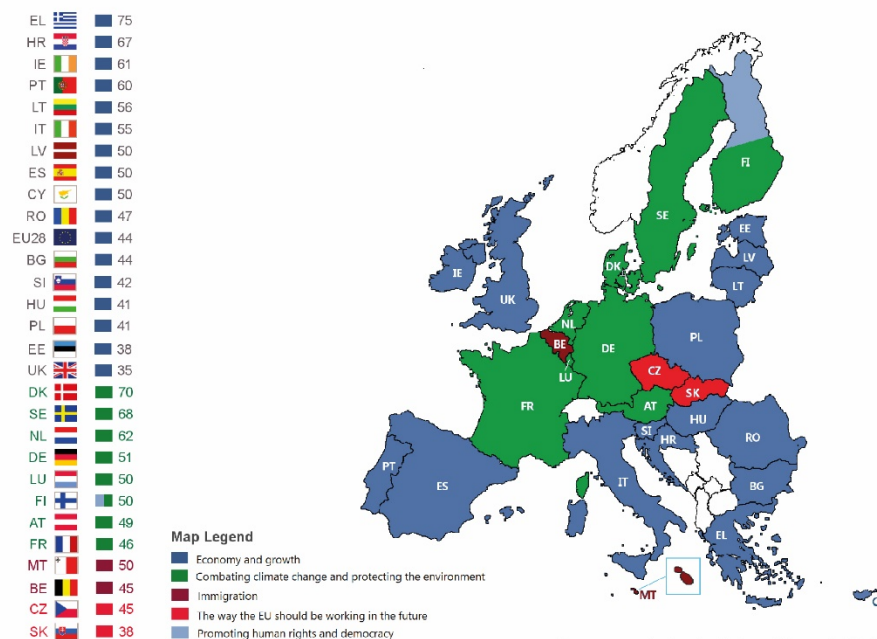 EL 75
HR 67
IE 61
PT 60
LT 56
IT 55
LV 50
ES 50
CY 50
RO 47
EU28 44
BG 44
SI 42
HU 41
PL 41
EE 38
UK 35
DK 70
SE 68
NL 62
DE 51
LU 50
FI 50
AT 49
FR 46
MT 50
BE 45
CZ 45
SK 38
FI
SE
EE
LV
LT
DK
IE
UK
NL
PL
BE
DE
LU
CZ
SK
FR
AT
HU
SI
HR
RO
PT
ES
IT
BG
EL
MT
C
Map Legend
Economy and growth
Combating climate change and protecting the environment
Immigration
The way the EU should be working in the future
Promoting human rights and democracy